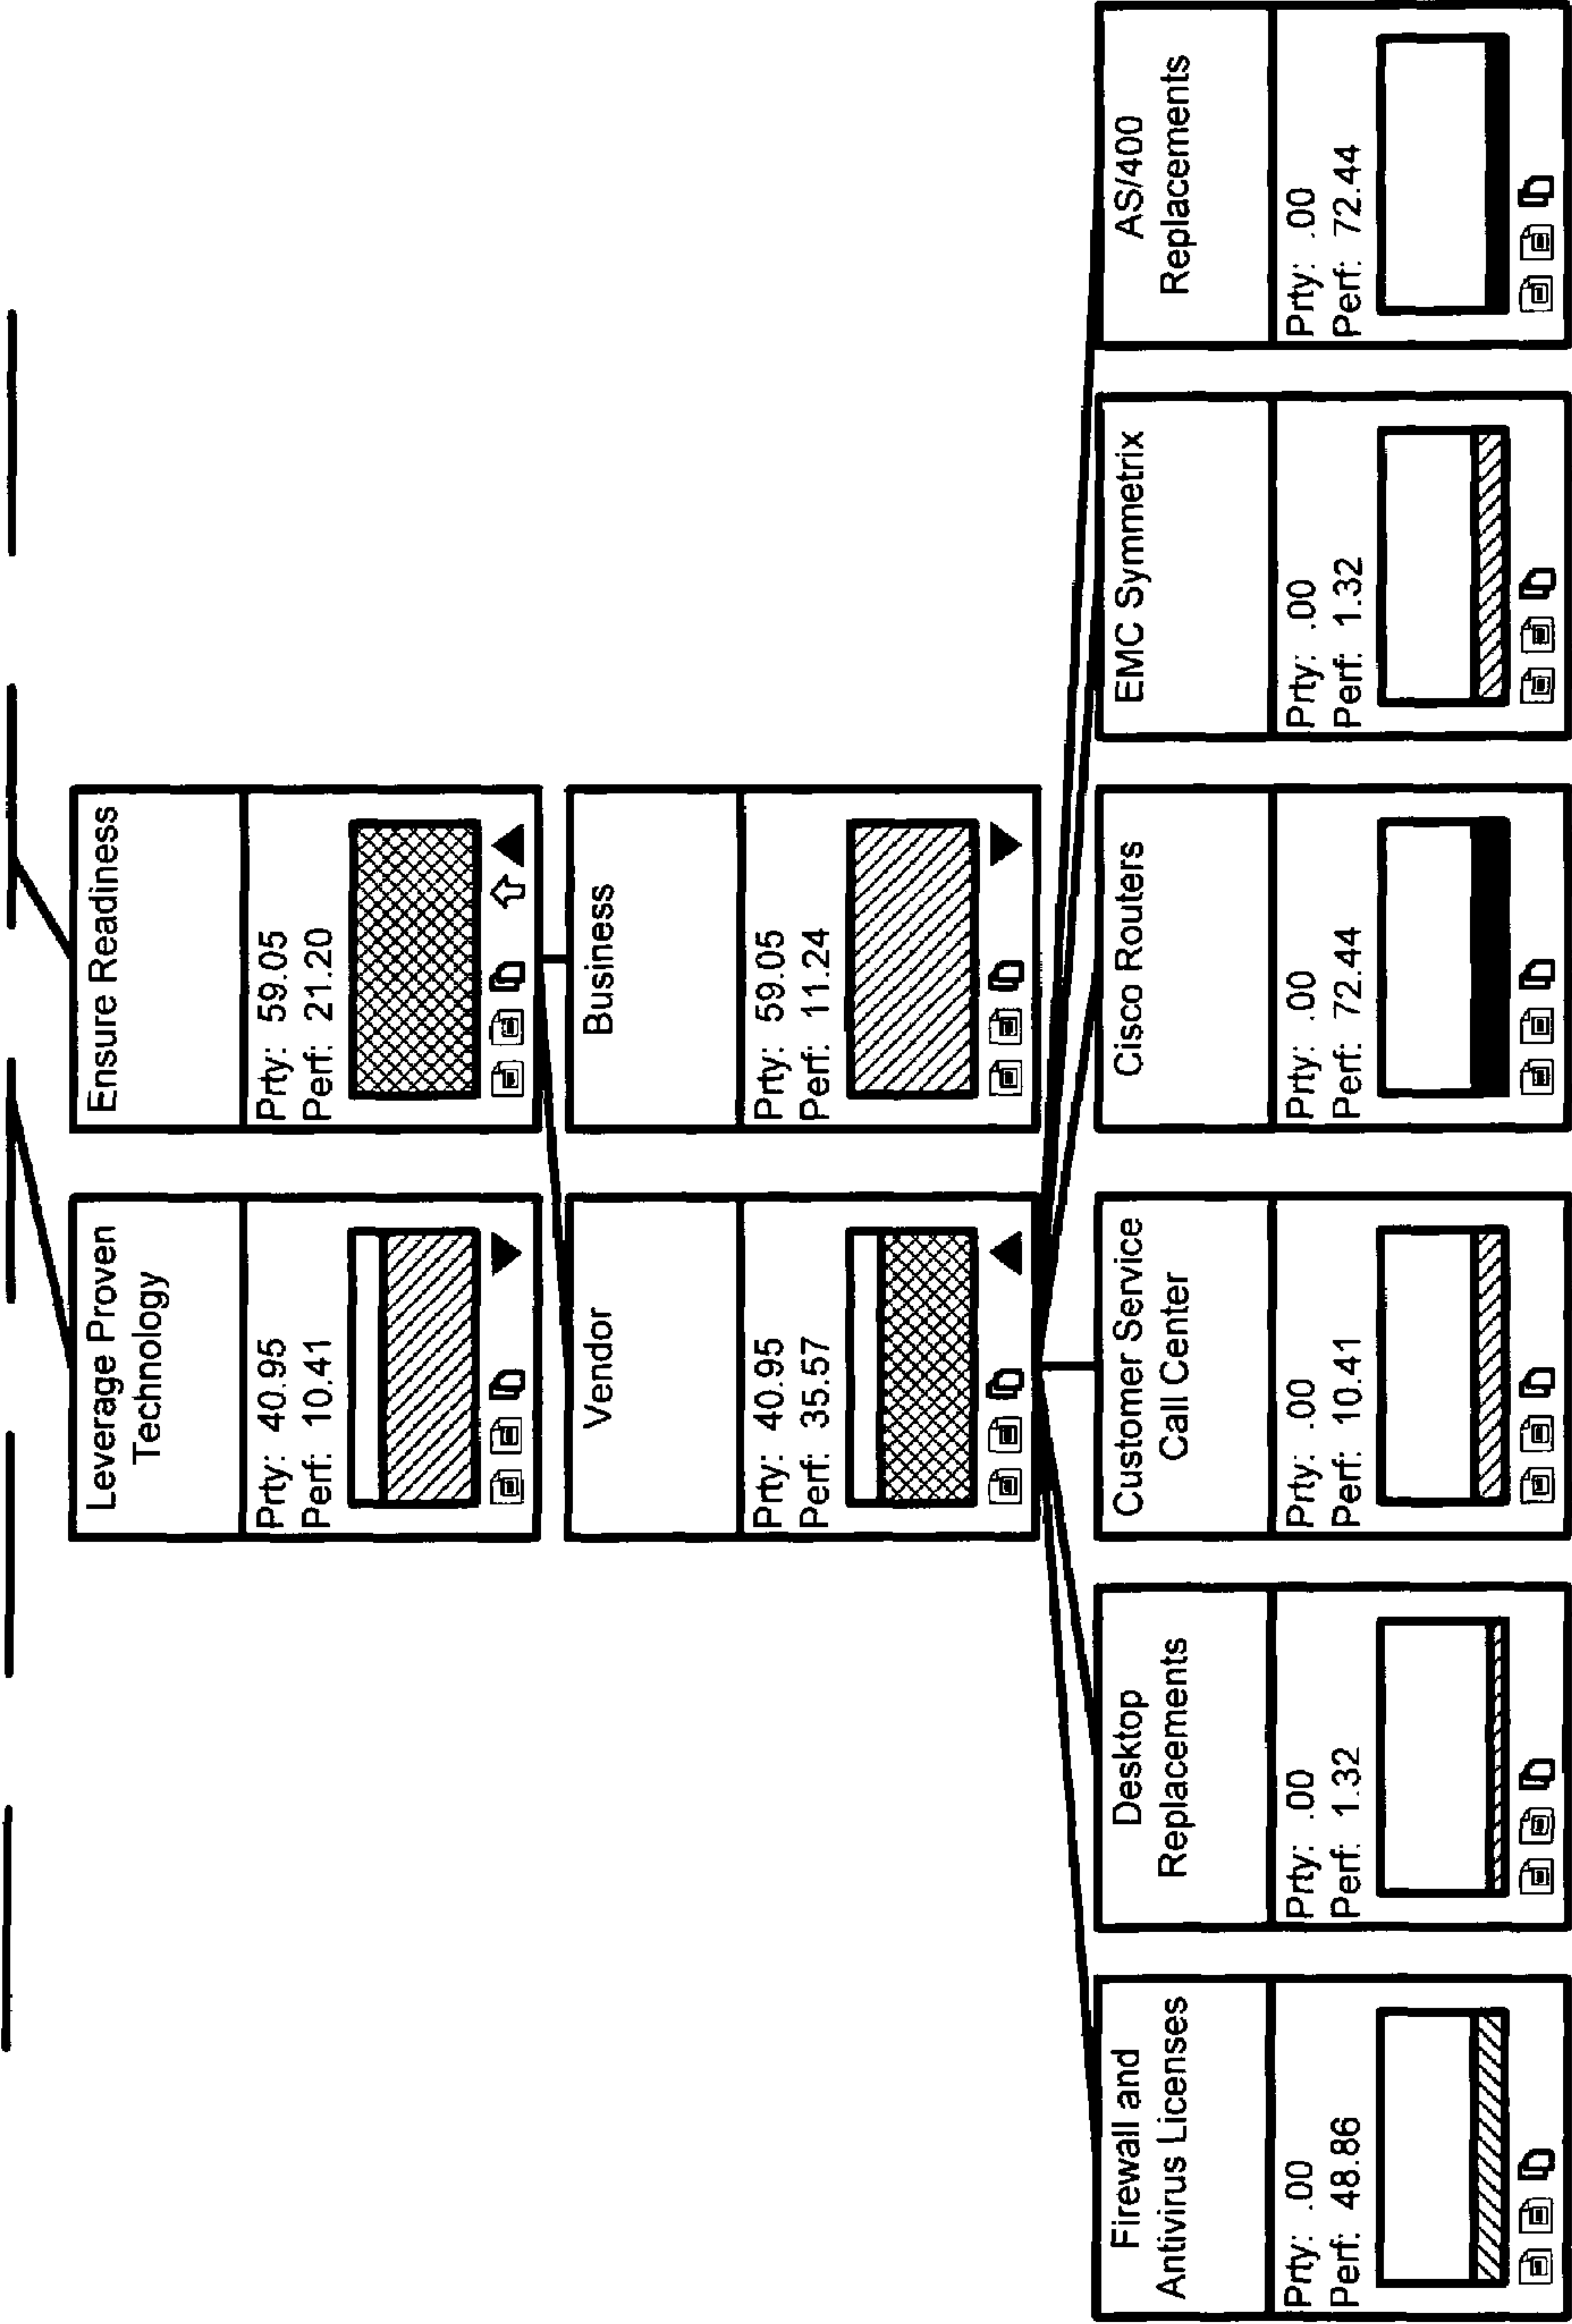 Leverage Proven
Technology
Prty: 40.95
Perf: 10.41
Ensure Readiness
Prty: 59.05
Perf: 21.20
Vendor
Prty: 40.95
Perf: 35.57
Business
Prty: 59.05
Perf: 11.24
Firewall and
Antivirus Licenses
Prty: .00
Perf: 48.86
Desktop
Replacements
Prty: .00
Perf: 1.32
Customer Service
Call Center
Prty: .00
Perf: 10.41
Cisco Routers
Prty: .00
Perf: 72.44
EMC Symmetrix
Prty: .00
Perf: 1.32
AS/400
Replacements
Prty: .00
Perf: 72.44